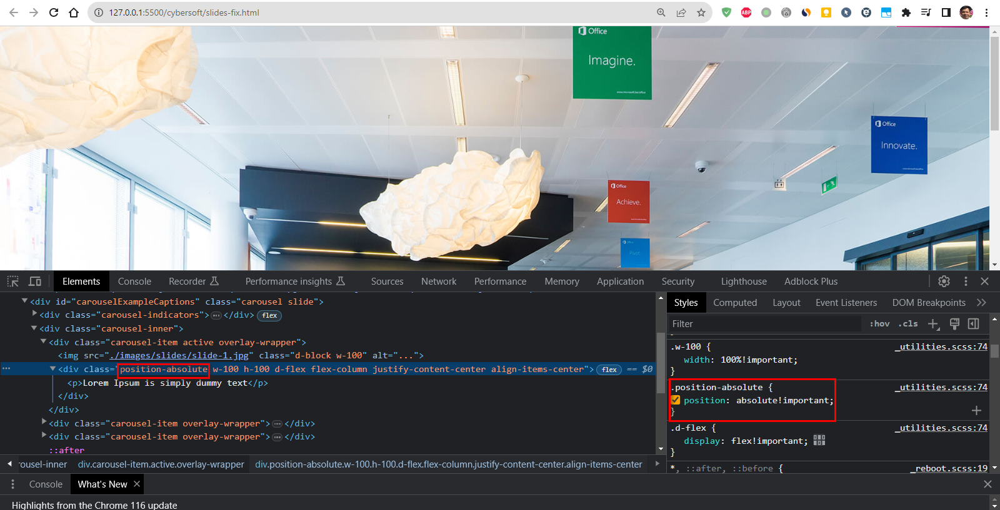 127.0.0.1:5500/cybersoft/slides-fix.html
ABP
Office
Imagine.
www.microsoft.be/office
Office
Innovate.
Office
Achieve.
Office
Pivot.
Elements
Console
Recorder
Performance insights
Sources
Network
Performance
Memory
Application
Security
Lighthouse
Adblock Plus
<div id="carouselExampleCaptions" class="carousel slide">
<div class="carousel-indicators"> ⋯ </div> flex
<div class="carousel-inner">
<div class="carousel-item active overlay-wrapper">
<img src="./images/slides/slide-1.jpg" class="d-block w-100" alt="...">
<div class="position-absolute w-100 h-100 d-flex flex-column justify-content-center align-items-center"> flex == $0
<p>Lorem Ipsum is simply dummy text</p>
</div>
</div>
<div class="carousel-item overlay-wrapper"> ⋯ </div>
<div class="carousel-item overlay-wrapper"> ⋯ </div>
::after
rousel-inner div.carousel-item.active.overlay-wrapper div.position-absolute.w-100.h-100.d-flex.flex-column.justify-content-center.align-items-center
Styles
Computed
Layout
Event Listeners
DOM Breakpoints
Filter
:hov .cls
.w-100 { _utilities.scss:74
width: 100%!important;
}
.position-absolute { _utilities.scss:74
position: absolute!important;
}
.d-flex { _utilities.scss:74
display: flex!important;
}
*, ::after, ::before { _reboot.scss:19
Console
What's New
Highlights from the Chrome 116 update